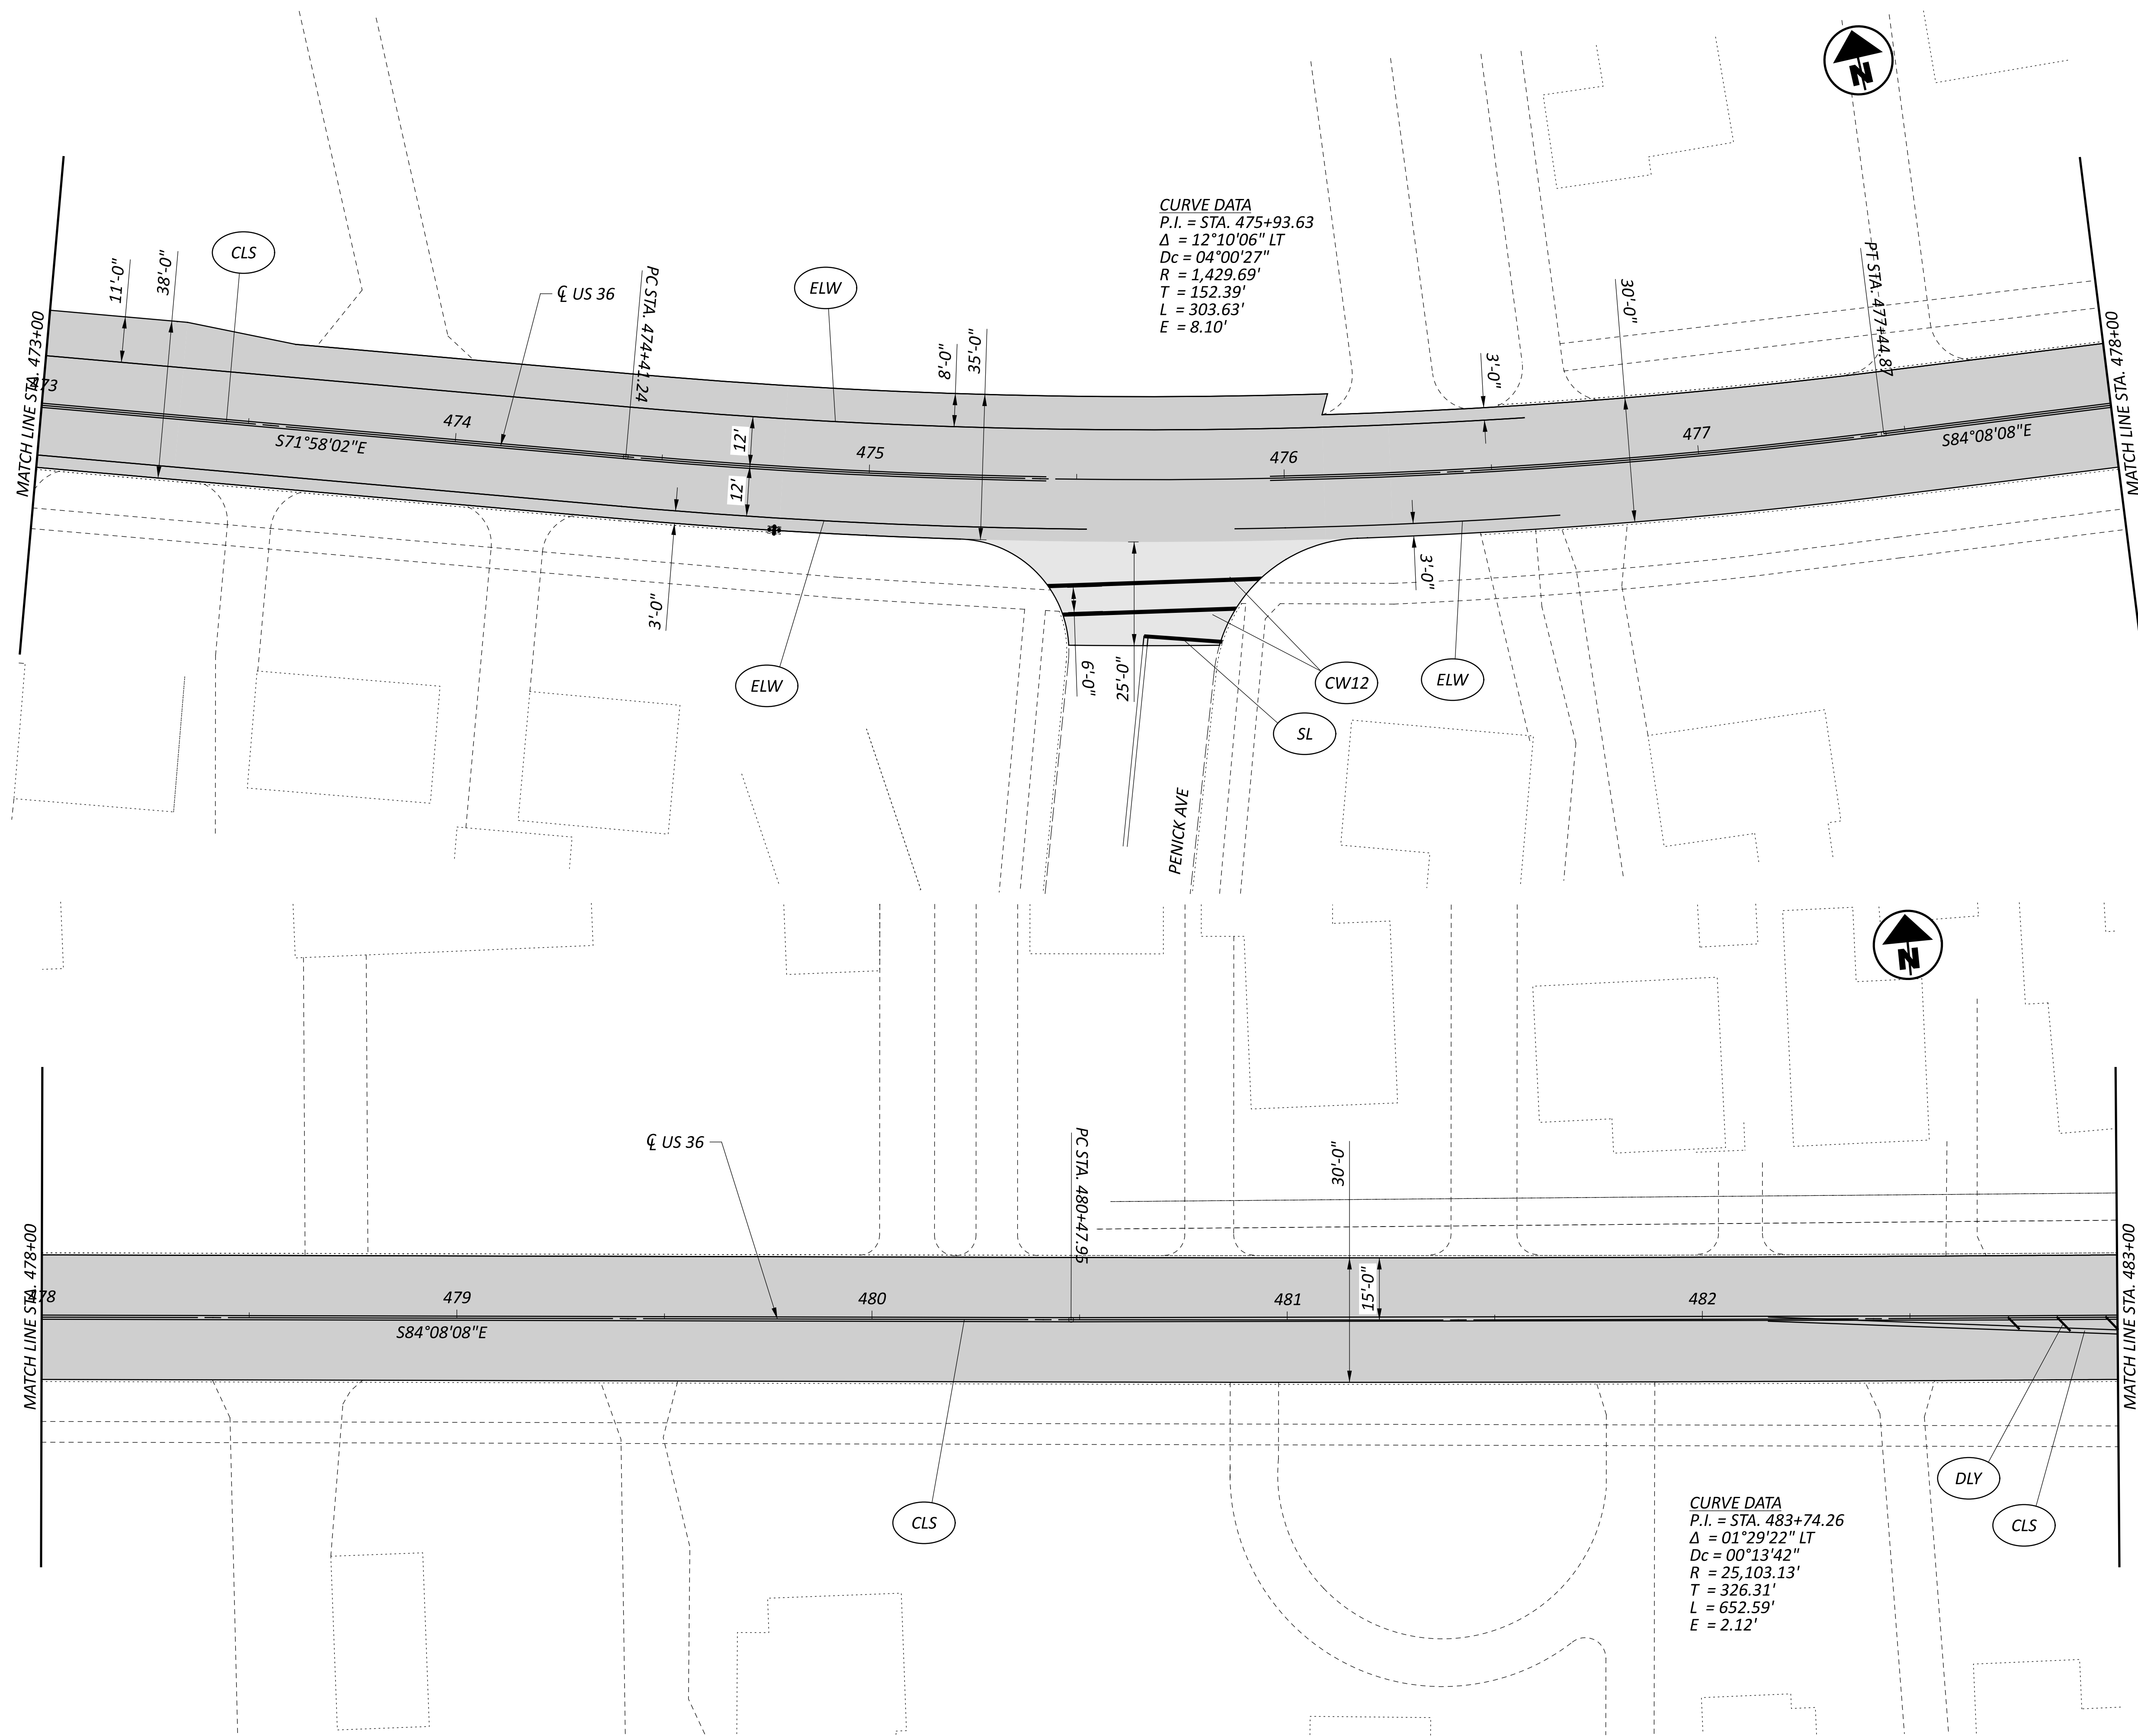 N
CURVE DATA
P.I. = STA. 475+93.63
Δ = 12°10'06" LT
Dc = 04°00'27"
R = 1,429.69'
T = 152.39'
L = 303.63'
E = 8.10'
MATCH LINE STA. 473+00
11'-0"
38'-0"
CLS
PC STA. 474+41.24
℄ US 36
ELW
8'-0"
35'-0"
3'-0"
30'-0"
PT STA. 477+44.87
MATCH LINE STA. 478+00
473
474
475
476
477
S71°58'02"E
S84°08'08"E
12'
12'
3'-0"
ELW
6'-0"
25'-0"
CW12
SL
3'-0"
ELW
PENICK AVE
N
MATCH LINE STA. 478+00
℄ US 36
PC STA. 480+47.95
30'-0"
15'-0"
478
479
480
481
482
S84°08'08"E
MATCH LINE STA. 483+00
CLS
DLY
CLS
CURVE DATA
P.I. = STA. 483+74.26
Δ = 01°29'22" LT
Dc = 00°13'42"
R = 25,103.13'
T = 326.31'
L = 652.59'
E = 2.12'